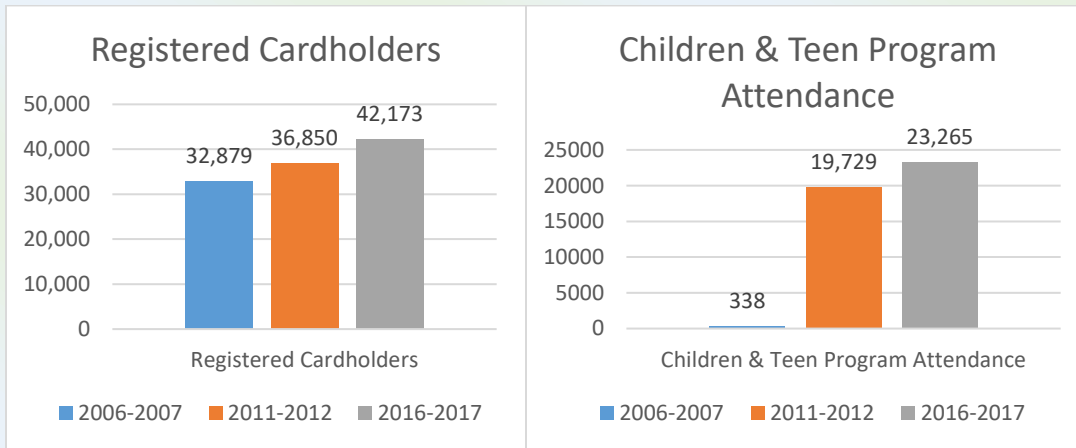 Registered Cardholders
50,000
40,000
30,000
20,000
10,000
0
32,879
36,850
42,173
Registered Cardholders
2006-2007 2011-2012 2016-2017
Children & Teen Program
Attendance
25000
20000
15000
10000
5000
0
338
19,729
23,265
Children & Teen Program Attendance
2006-2007 2011-2012 2016-2017